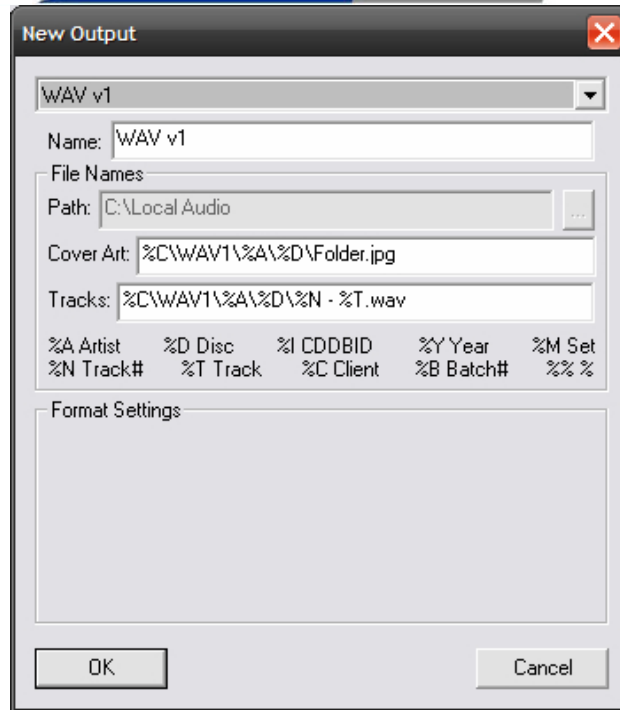 New Output
WAV v1
Name: WAV v1
File Names
Path: C:\Local Audio ...
Cover Art: %C\WAV1\%A\%D\Folder.jpg
Tracks: %C\WAV1\%A\%D\%N - %T.wav
%A Artist %D Disc %I CDDBID %Y Year %M Set
%N Track# %T Track %C Client %B Batch# %% %
Format Settings
OK Cancel